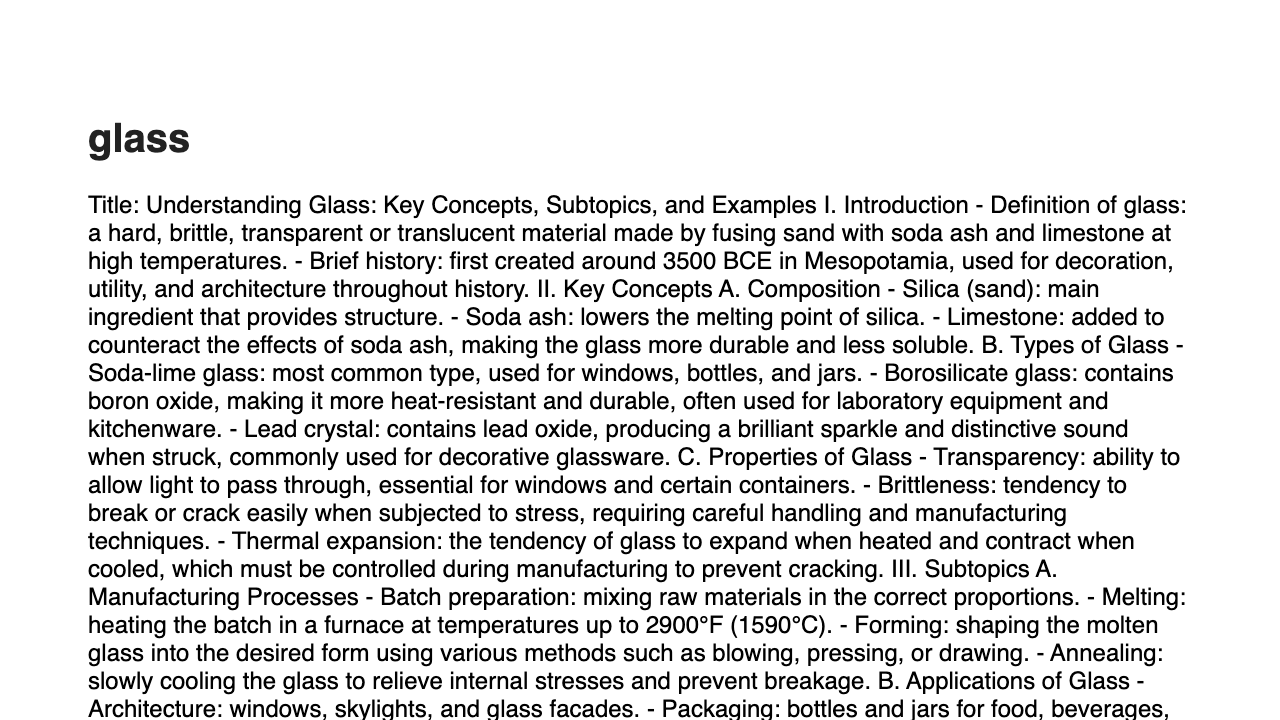 glass
Title: Understanding Glass: Key Concepts, Subtopics, and Examples I. Introduction - Definition of glass:
a hard, brittle, transparent or translucent material made by fusing sand with soda ash and limestone at
high temperatures. - Brief history: first created around 3500 BCE in Mesopotamia, used for decoration,
utility, and architecture throughout history. II. Key Concepts A. Composition - Silica (sand): main
ingredient that provides structure. - Soda ash: lowers the melting point of silica. - Limestone: added to
counteract the effects of soda ash, making the glass more durable and less soluble. B. Types of Glass -
Soda-lime glass: most common type, used for windows, bottles, and jars. - Borosilicate glass: contains
boron oxide, making it more heat-resistant and durable, often used for laboratory equipment and
kitchenware. - Lead crystal: contains lead oxide, producing a brilliant sparkle and distinctive sound
when struck, commonly used for decorative glassware. C. Properties of Glass - Transparency: ability to
allow light to pass through, essential for windows and certain containers. - Brittleness: tendency to
break or crack easily when subjected to stress, requiring careful handling and manufacturing
techniques. - Thermal expansion: the tendency of glass to expand when heated and contract when
cooled, which must be controlled during manufacturing to prevent cracking. III. Subtopics A.
Manufacturing Processes - Batch preparation: mixing raw materials in the correct proportions. - Melting:
heating the batch in a furnace at temperatures up to 2900°F (1590°C). - Forming: shaping the molten
glass into the desired form using various methods such as blowing, pressing, or drawing. - Annealing:
slowly cooling the glass to relieve internal stresses and prevent breakage. B. Applications of Glass -
Architecture: windows, skylights, and glass facades. - Packaging: bottles and jars for food, beverages,